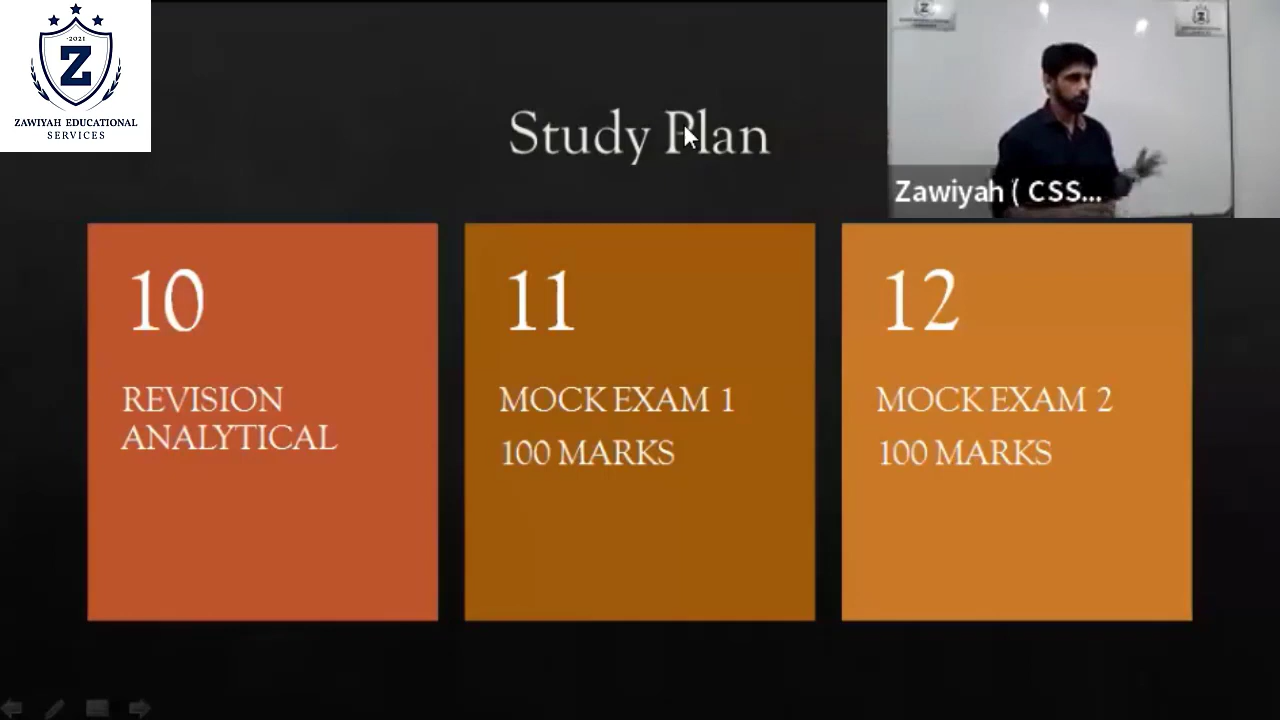 · 2021 ·
Z
ZAWIYAH EDUCATIONAL
SERVICES
Study Plan
Zawiyah ( CSS...
10
REVISION
ANALYTICAL
11
MOCK EXAM 1
100 MARKS
12
MOCK EXAM 2
100 MARKS